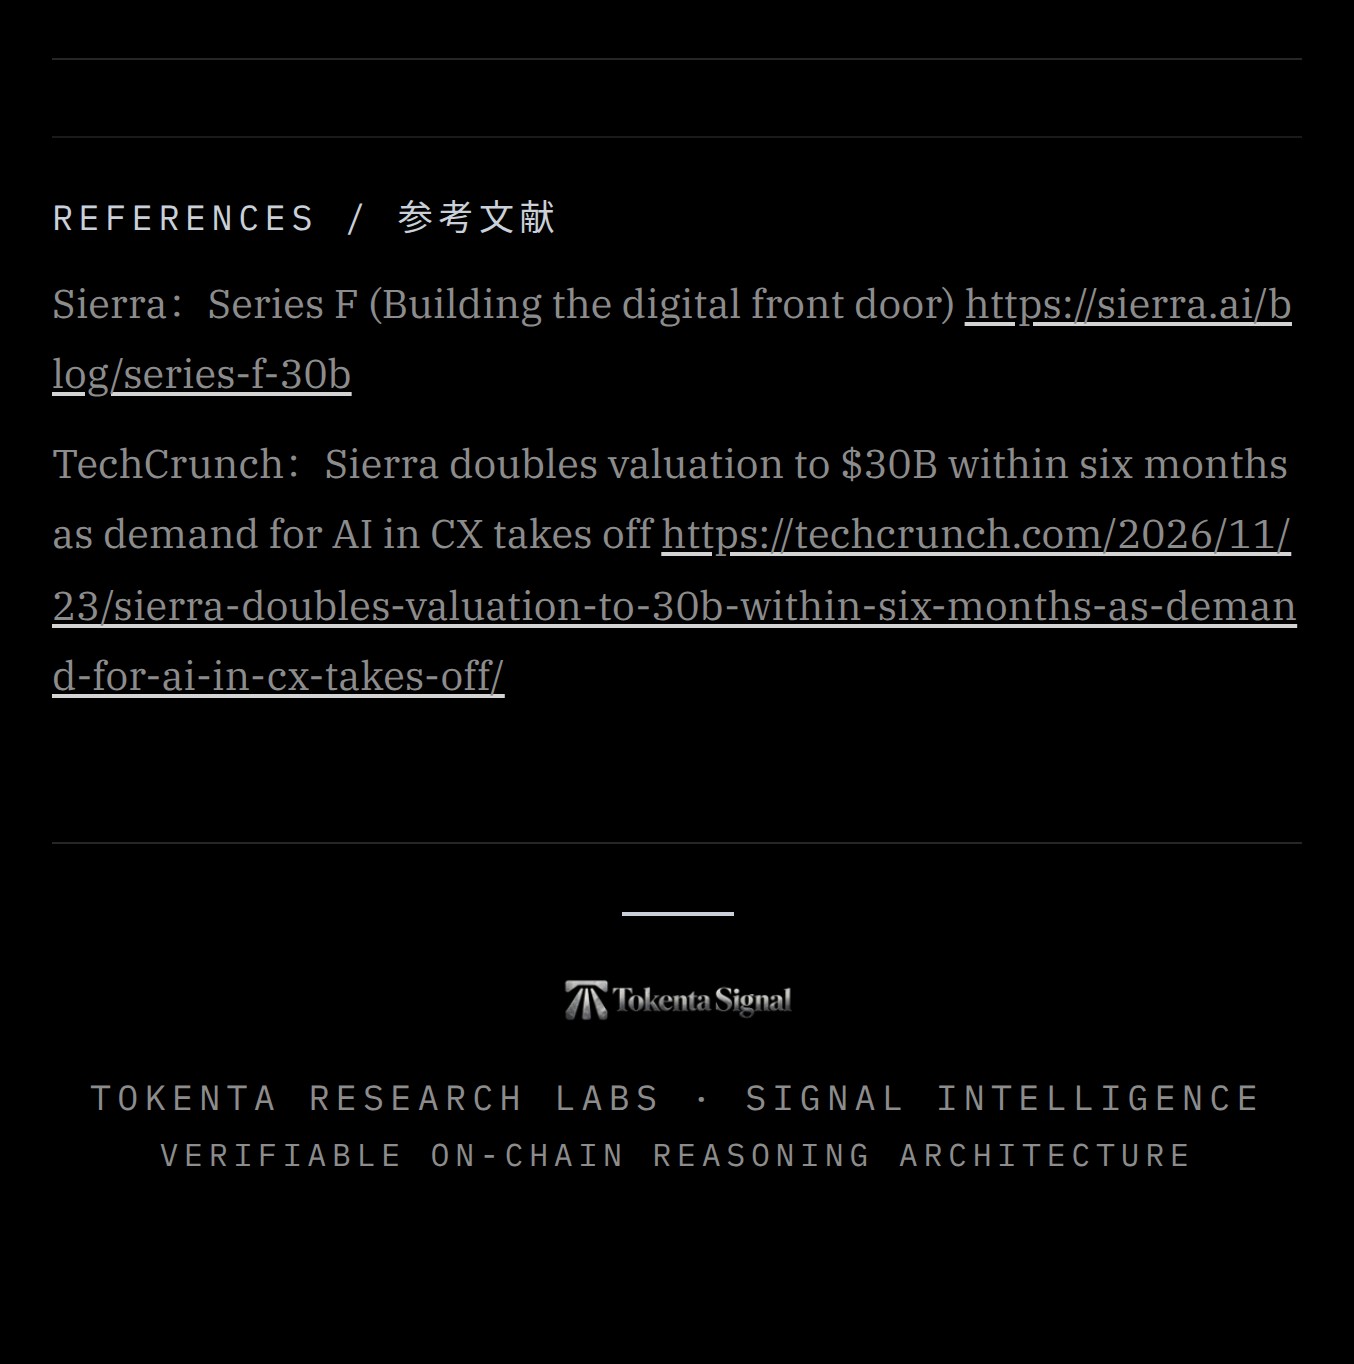 REFERENCES / 参考文献
Sierra： Series F (Building the digital front door) https://sierra.ai/b
log/series-f-30b
TechCrunch： Sierra doubles valuation to $30B within six months
as demand for AI in CX takes off https://techcrunch.com/2026/11/
23/sierra-doubles-valuation-to-30b-within-six-months-as-deman
d-for-ai-in-cx-takes-off/
Tokenta Signal
TOKENTA RESEARCH LABS · SIGNAL INTELLIGENCE
VERIFIABLE ON-CHAIN REASONING ARCHITECTURE